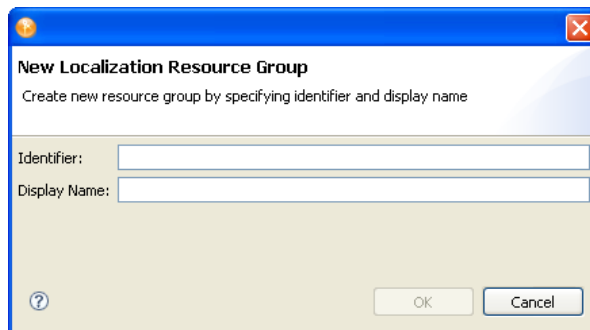 New Localization Resource Group
Create new resource group by specifying identifier and display name
Identifier:
Display Name:
?
OK
Cancel